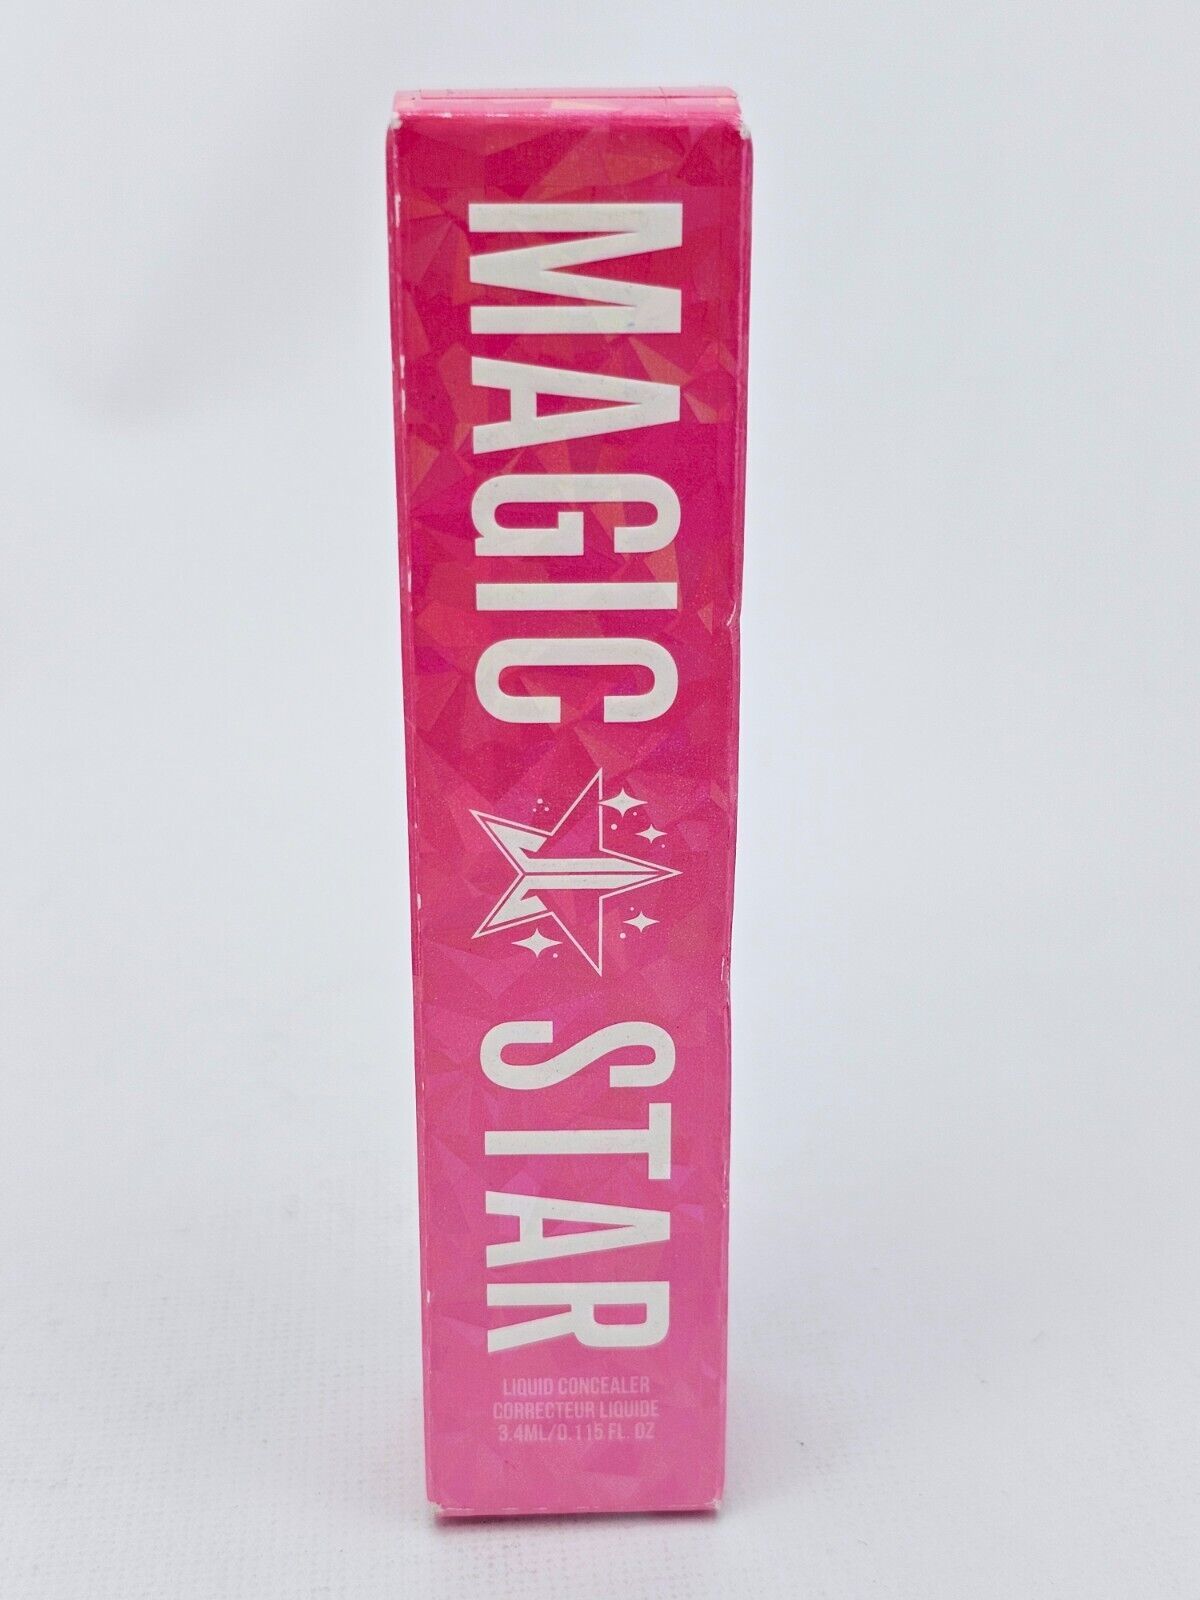 MAGIC STAR
LIQUID CONCEALER
CORRECTEUR LIQUIDE
3.4ML/0.115 FL. OZ